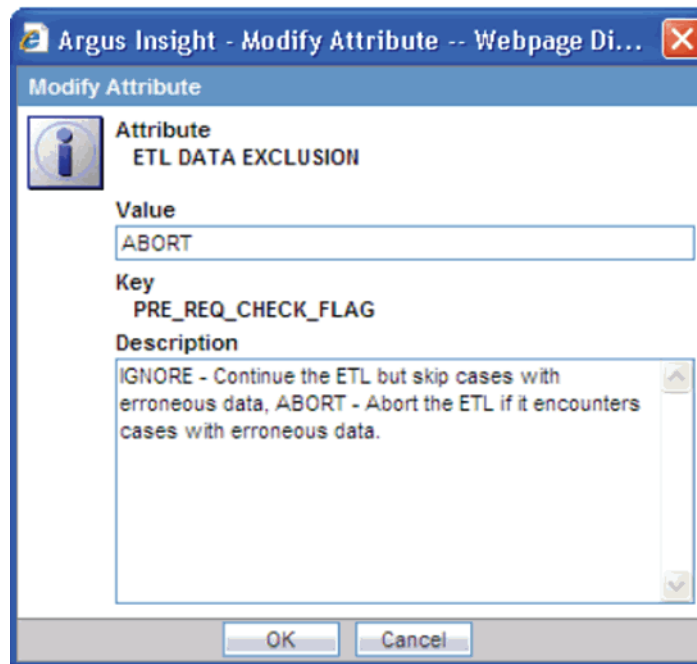 Argus Insight - Modify Attribute -- Webpage Di...
Modify Attribute
Attribute
ETL DATA EXCLUSION
Value
ABORT
Key
PRE_REQ_CHECK_FLAG
Description
IGNORE - Continue the ETL but skip cases with
erroneous data, ABORT - Abort the ETL if it encounters
cases with erroneous data.
OK Cancel